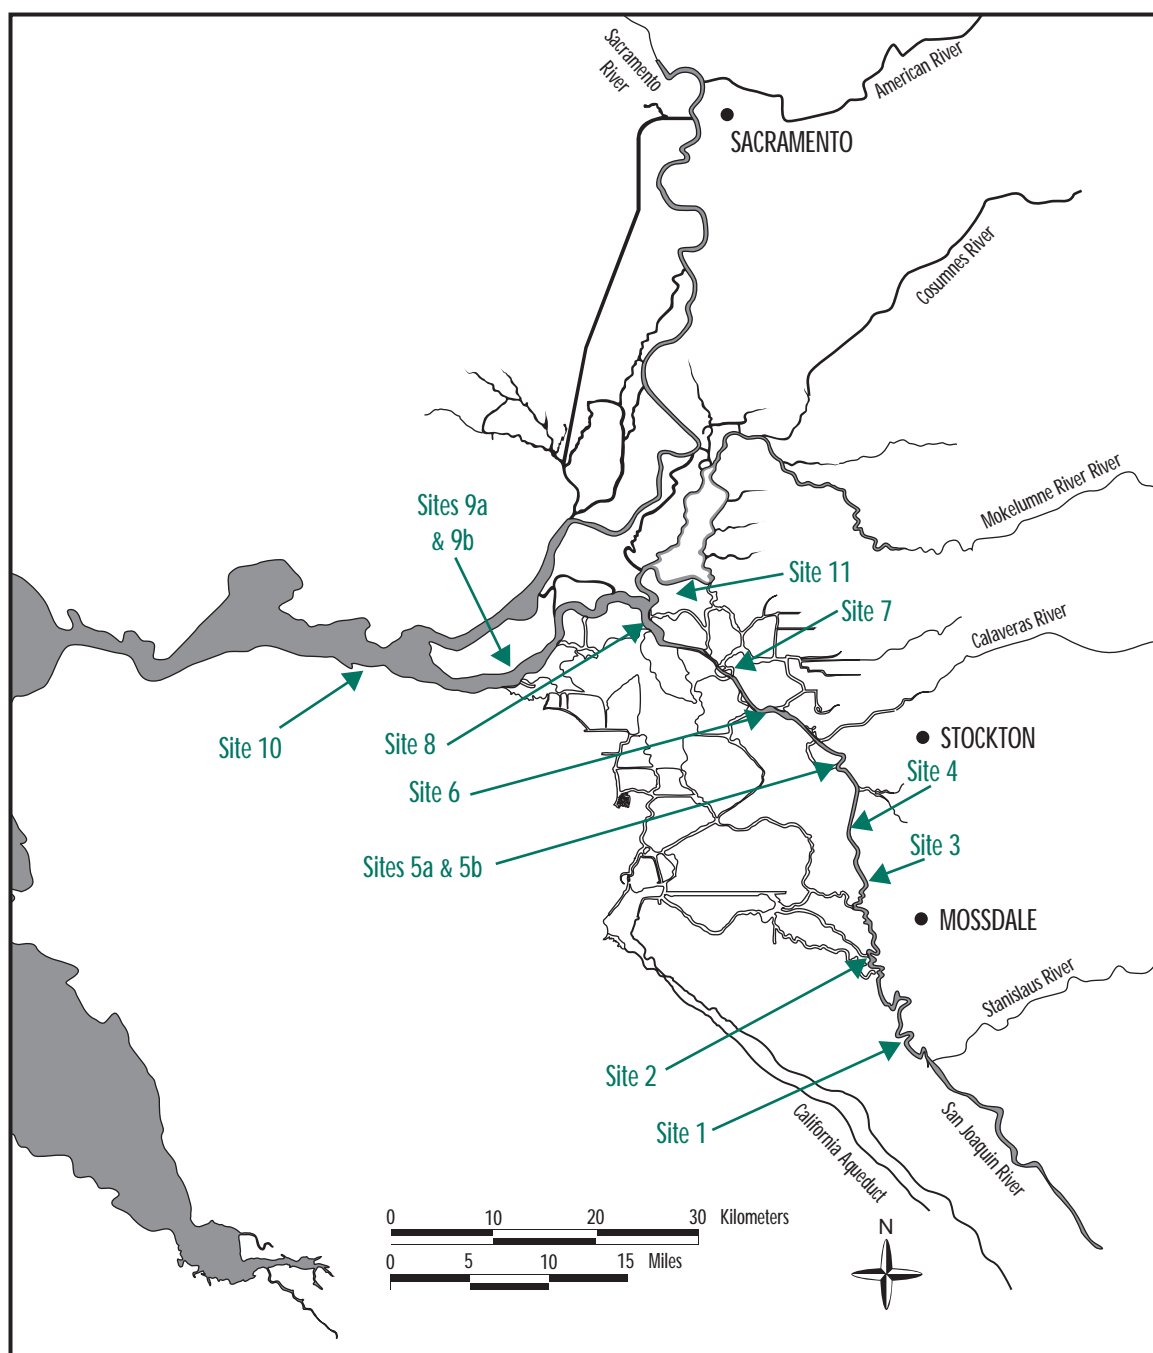 Sacramento
River
American River
SACRAMENTO
Cosumnes River
Mokelumne River River
Sites 9a
& 9b
Site 11
Site 7
Calaveras River
Site 10
Site 8
STOCKTON
Site 4
Site 6
Site 3
Sites 5a & 5b
MOSSDALE
Stanislaus River
Site 2
Site 1
California Aqueduct
San Joaquin River
0 10 20 30 Kilometers
0 5 10 15 Miles
N